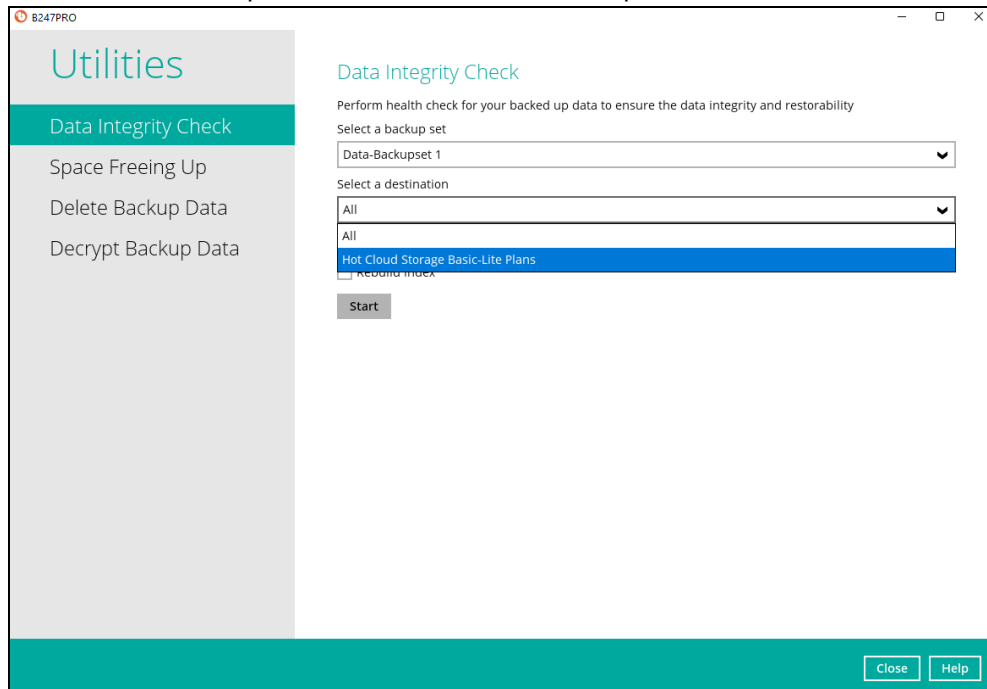 B247PRO
Utilities
Data Integrity Check
Space Freeing Up
Delete Backup Data
Decrypt Backup Data
Data Integrity Check
Perform health check for your backed up data to ensure the data integrity and restorability
Select a backup set
Data-Backupset 1
Select a destination
All
All
Hot Cloud Storage Basic-Lite Plans
Rebuild index
Start
Close
Help